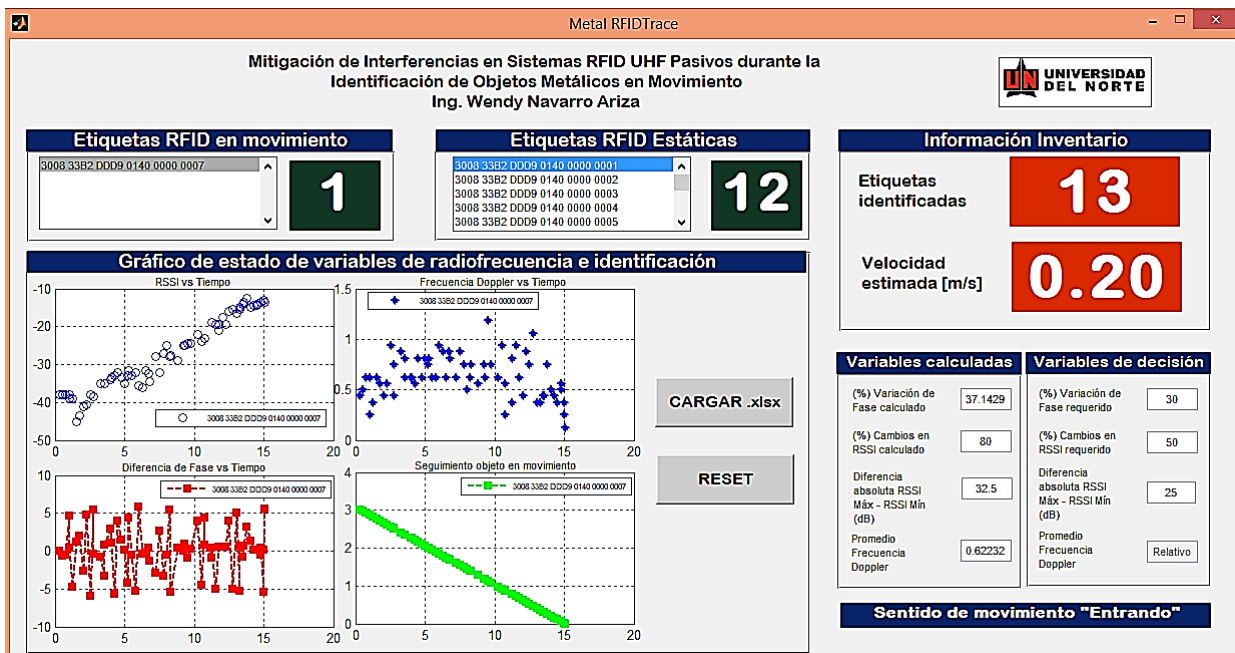 Metal RFIDTrace
Mitigación de Interferencias en Sistemas RFID UHF Pasivos durante la
Identificación de Objetos Metálicos en Movimiento
Ing. Wendy Navarro Ariza
UN UNIVERSIDAD
DEL NORTE
Etiquetas RFID en movimiento
3008 33B2 DDD9 0140 0000 0007
1
Etiquetas RFID Estáticas
3008 33B2 DDD9 0140 0000 0001
3008 33B2 DDD9 0140 0000 0002
3008 33B2 DDD9 0140 0000 0003
3008 33B2 DDD9 0140 0000 0004
3008 33B2 DDD9 0140 0000 0005
12
Información Inventario
Etiquetas
identificadas
13
Velocidad
estimada [m/s]
0.20
Gráfico de estado de variables de radiofrecuencia e identificación
RSSI vs Tiempo
-10
-20
-30
-40
-50
0 5 10 15 20
3008 33B2 DDD9 0140 0000 0007
Frecuencia Doppler vs Tiempo
1.5
1
0.5
0
0 5 10 15 20
3008 33B2 DDD9 0140 0000 0007
Diferencia de Fase vs Tiempo
10
5
0
-5
-10
0 5 10 15 20
3008 33B2 DDD9 0140 0000 0007
Seguimiento objeto en movimiento
4
3
2
1
0
0 5 10 15 20
3008 33B2 DDD9 0140 0000 0007
CARGAR .xlsx
RESET
Variables calculadas
(%) Variación de
Fase calculado
37.1429
(%) Cambios en
RSSI calculado
80
Diferencia
absoluta RSSI
Máx - RSSI Mín
(dB)
32.5
Promedio
Frecuencia
Doppler
0.62232
Variables de decisión
(%) Variación de
Fase requerido
30
(%) Cambios en
RSSI requerido
50
Diferencia
absoluta RSSI
Máx - RSSI Mín
(dB)
25
Promedio
Frecuencia
Doppler
Relativo
Sentido de movimiento "Entrando"